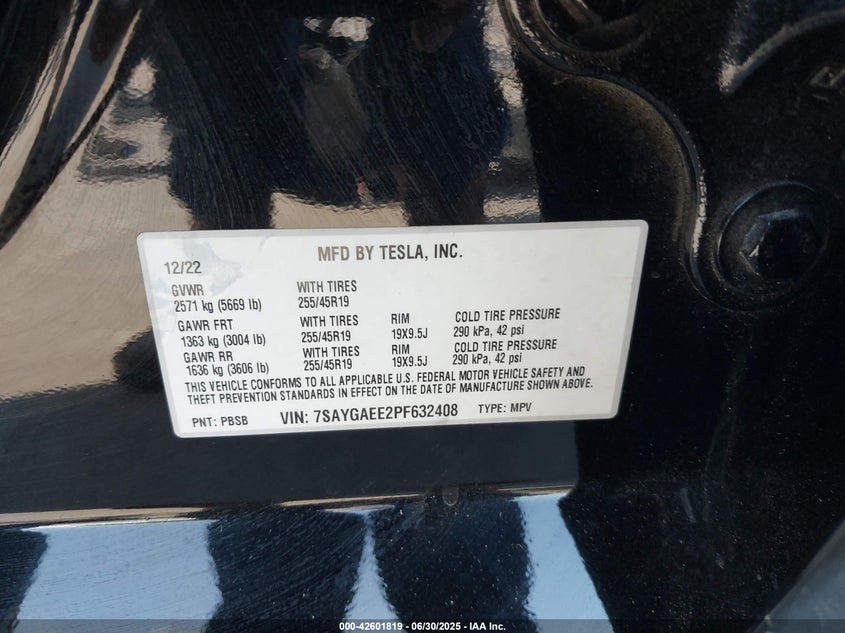 MFD BY TESLA, INC.
12/22
GVWR WITH TIRES
2571 kg (5669 lb) 255/45R19
GAWR FRT WITH TIRES RIM COLD TIRE PRESSURE
1363 kg (3004 lb) 255/45R19 19X9.5J 290 kPa, 42 psi
GAWR RR WITH TIRES RIM COLD TIRE PRESSURE
1636 kg (3606 lb) 255/45R19 19X9.5J 290 kPa, 42 psi
THIS VEHICLE CONFORMS TO ALL APPLICABLE U.S. FEDERAL MOTOR VEHICLE SAFETY AND
THEFT PREVENTION STANDARDS IN EFFECT ON THE DATE OF MANUFACTURE SHOWN ABOVE.
PNT: PBSB VIN: 7SAYGAEE2PF632408 TYPE: MPV
000-42601819 - 06/30/2025 - IAA Inc.